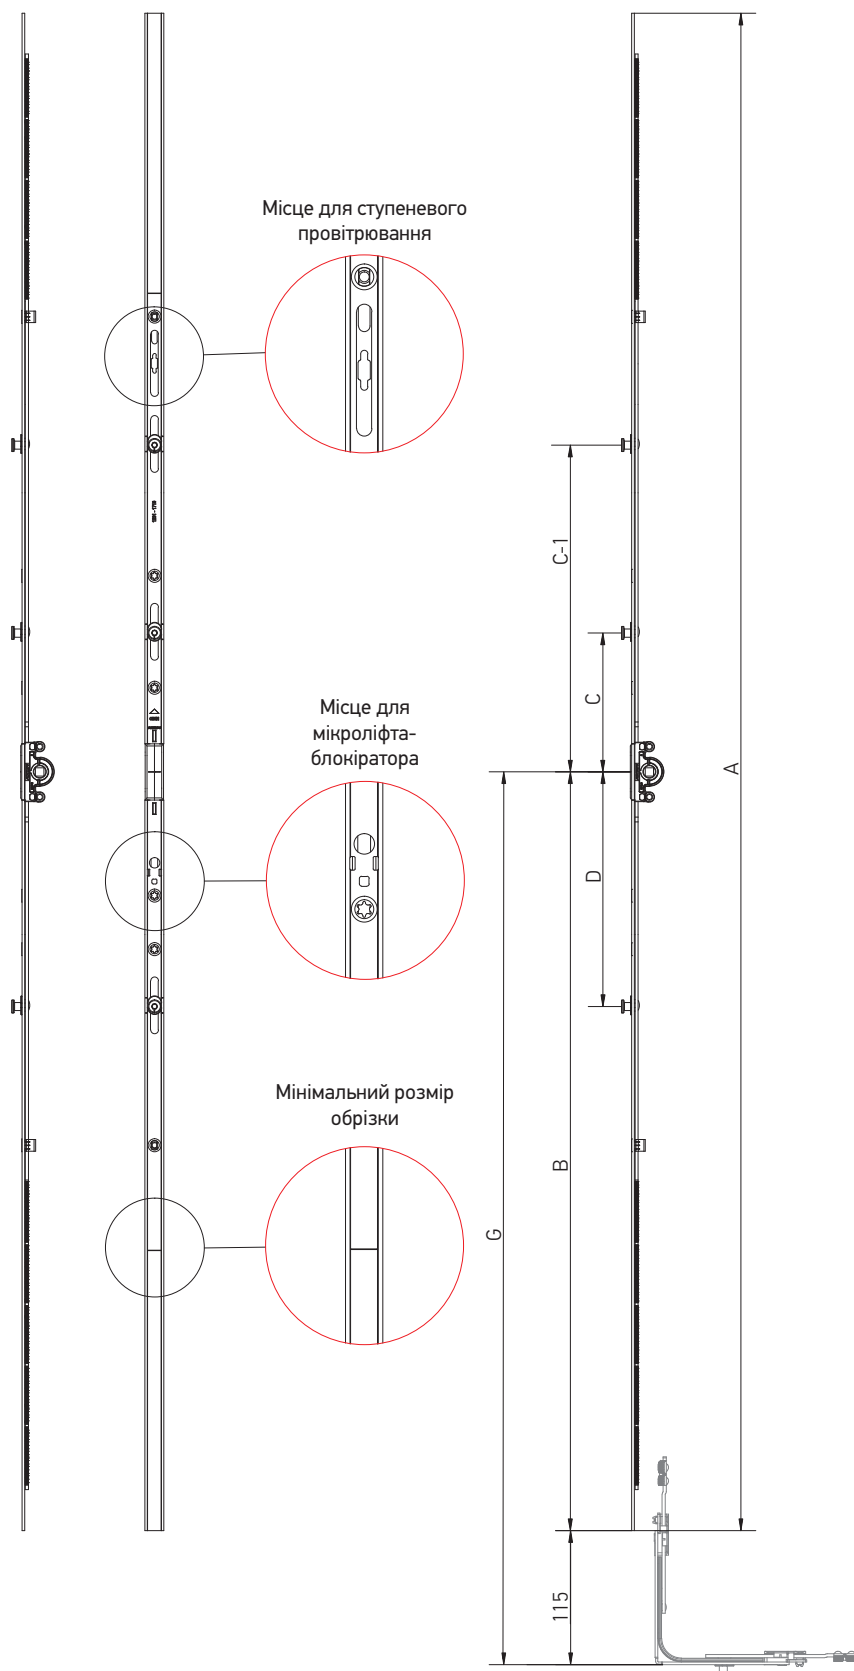 Місце для ступеневого
провітрювання
C-1
Місце для
мікроліфта-
блокіратора
C
A
D
Мінімальний розмір
обрізки
B
G
115